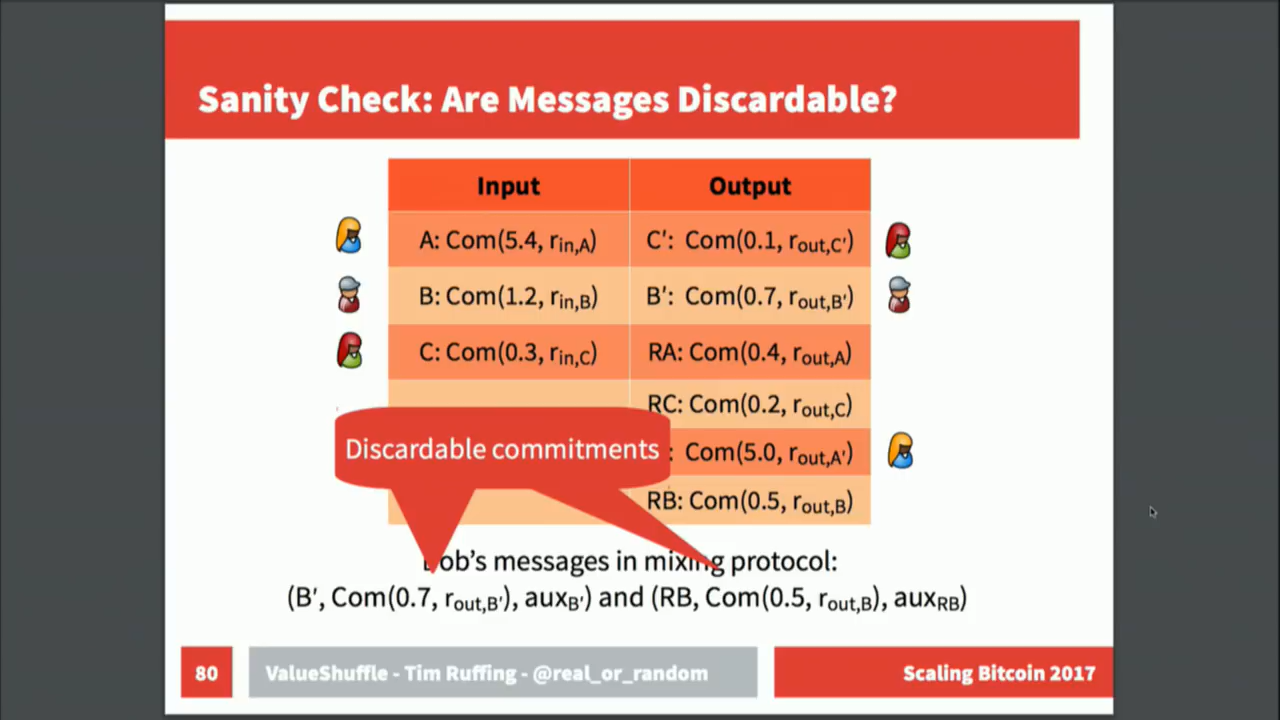 Sanity Check: Are Messages Discardable?
Input Output
A: Com(5.4, rin,A) C′: Com(0.1, rout,C′)
B: Com(1.2, rin,B) B′: Com(0.7, rout,B′)
C: Com(0.3, rin,C) RA: Com(0.4, rout,A)
RC: Com(0.2, rout,C)
Discardable commitments : Com(5.0, rout,A′)
RB: Com(0.5, rout,B)
ob’s messages in mixing protocol:
(B′, Com(0.7, rout,B′), auxB′) and (RB, Com(0.5, rout,B), auxRB)
80 ValueShuffle - Tim Ruffing - @real_or_random Scaling Bitcoin 2017